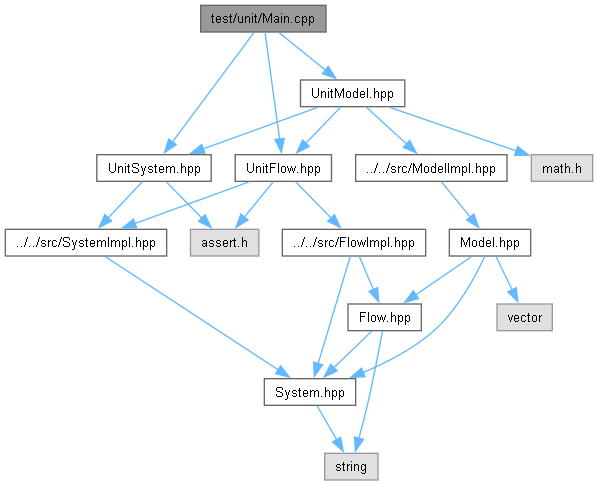 test/unit/Main.cpp
UnitModel.hpp
UnitSystem.hpp
UnitFlow.hpp
../../src/ModelImpl.hpp
math.h
../../src/SystemImpl.hpp
assert.h
../../src/FlowImpl.hpp
Model.hpp
Flow.hpp
vector
System.hpp
string